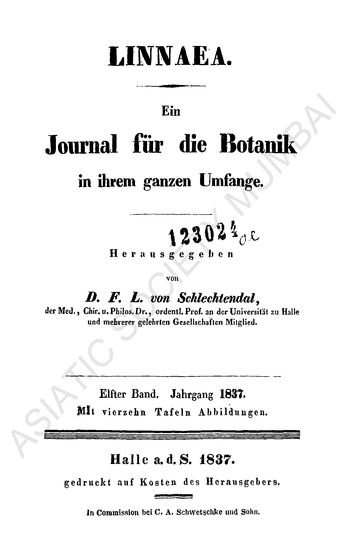 LINNAEA.
Ein
Journal für die Botanik
in ihrem ganzen Umfange.
123024
Herausgegeben
von
D. F. L. von Schlechtendal,
der Med., Chir. u. Philos. Dr., ordentl. Prof. an der Universität zu Halle
und mehrerer gelehrten Gesellschaften Mitglied.
Elfter Band. Jahrgang 1837.
Mit vierzehn Tafeln Abbildungen.
Halle a. d. S. 1837.
gedruckt auf Kosten des Herausgebers.
In Commission bei C. A. Schwetschke und Sohn.
ASIATIC SOCIETY MUMBAI